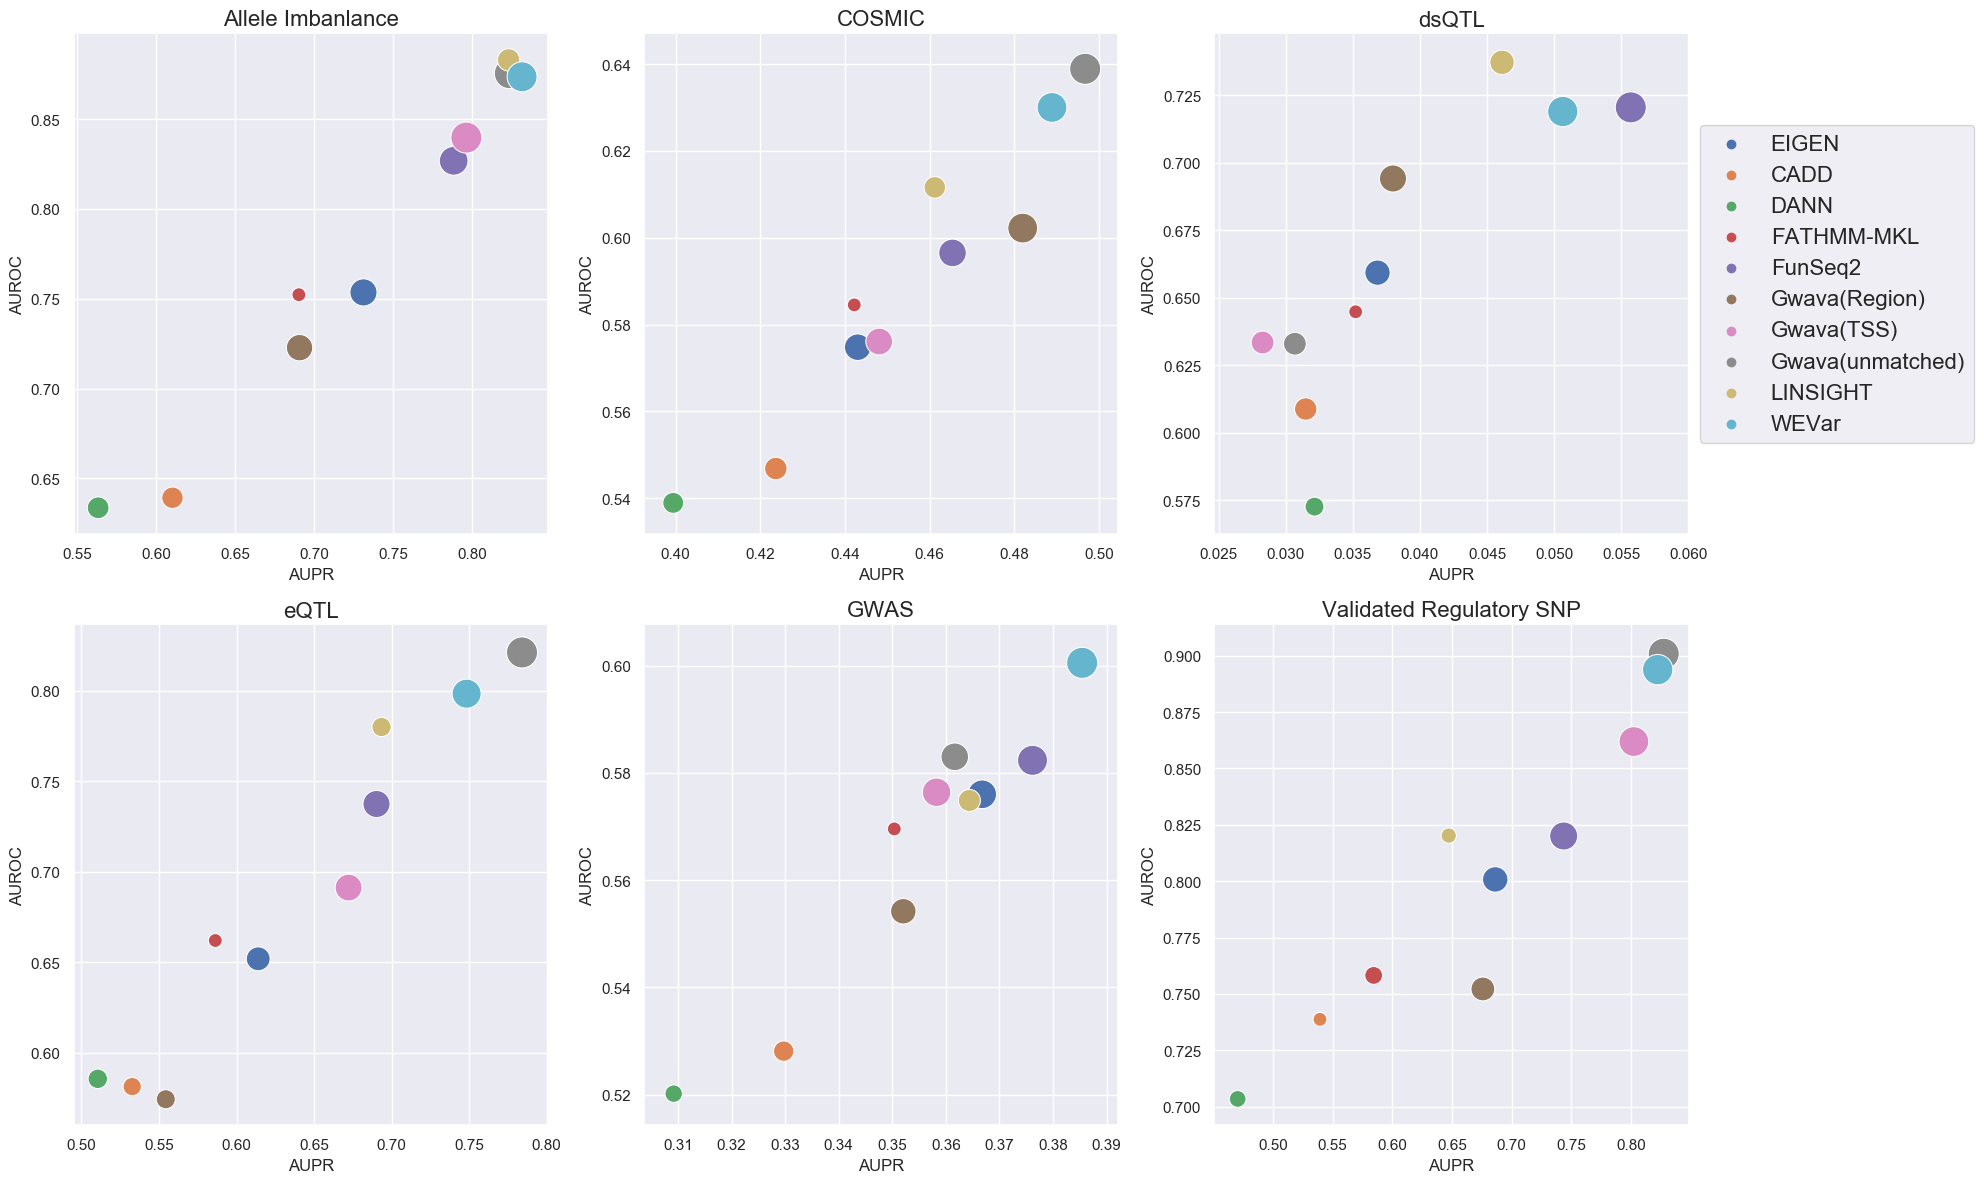 Allele Imbanlance
AUROC
0.85
0.80
0.75
0.70
0.65
0.55 0.60 0.65 0.70 0.75 0.80
AUPR
COSMIC
AUROC
0.64
0.62
0.60
0.58
0.56
0.54
0.40 0.42 0.44 0.46 0.48 0.50
AUPR
dsQTL
AUROC
0.725
0.700
0.675
0.650
0.625
0.600
0.575
0.025 0.030 0.035 0.040 0.045 0.050 0.055 0.060
AUPR
EIGEN
CADD
DANN
FATHMM-MKL
FunSeq2
Gwava(Region)
Gwava(TSS)
Gwava(unmatched)
LINSIGHT
WEVar
eQTL
AUROC
0.80
0.75
0.70
0.65
0.60
0.50 0.55 0.60 0.65 0.70 0.75 0.80
AUPR
GWAS
AUROC
0.60
0.58
0.56
0.54
0.52
0.31 0.32 0.33 0.34 0.35 0.36 0.37 0.38 0.39
AUPR
Validated Regulatory SNP
AUROC
0.900
0.875
0.850
0.825
0.800
0.775
0.750
0.725
0.700
0.50 0.55 0.60 0.65 0.70 0.75 0.80
AUPR